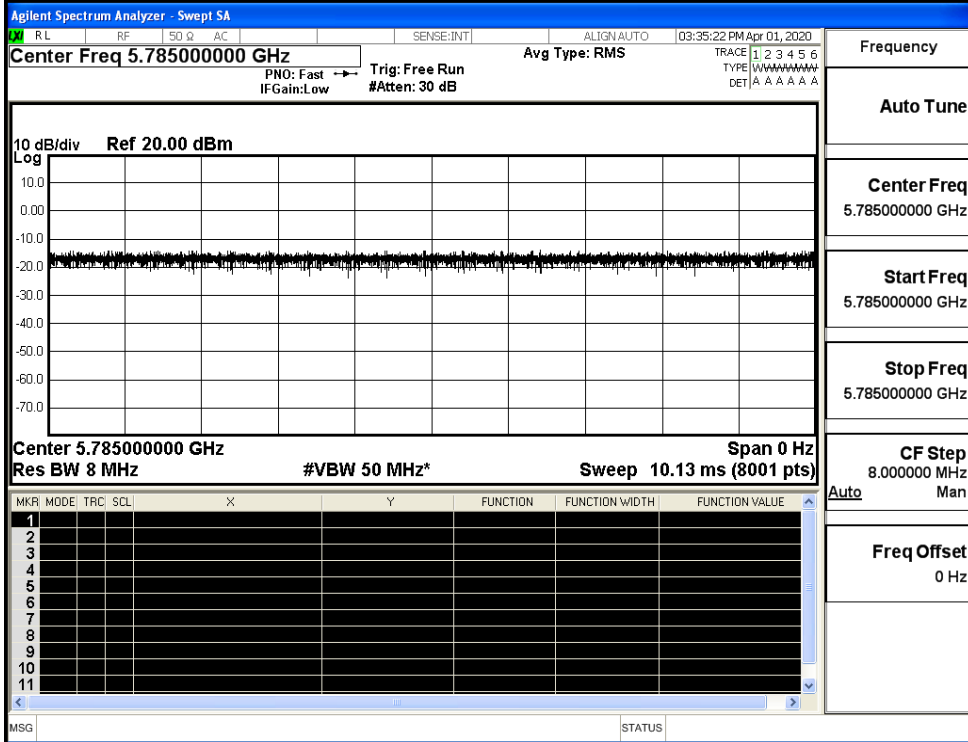 Agilent Spectrum Analyzer - Swept SA
LXI RL RF 50 Ω AC SENSE:INT ALIGN AUTO 03:35:22 PM Apr 01, 2020
Center Freq 5.785000000 GHz
Avg Type: RMS
TRACE 1 2 3 4 5 6
TYPE WWWWWW
DET A A A A A A
PNO: Fast
IFGain:Low
Trig: Free Run
#Atten: 30 dB
10 dB/div Ref 20.00 dBm
Log
10.0
0.00
-10.0
-20.0
-30.0
-40.0
-50.0
-60.0
-70.0
Center 5.785000000 GHz Span 0 Hz
Res BW 8 MHz #VBW 50 MHz* Sweep 10.13 ms (8001 pts)
MKR MODE TRC SCL X Y FUNCTION FUNCTION WIDTH FUNCTION VALUE
1
2
3
4
5
6
7
8
9
10
11
MSG STATUS
Frequency
Auto Tune
Center Freq
5.785000000 GHz
Start Freq
5.785000000 GHz
Stop Freq
5.785000000 GHz
CF Step
8.000000 MHz
Auto Man
Freq Offset
0 Hz